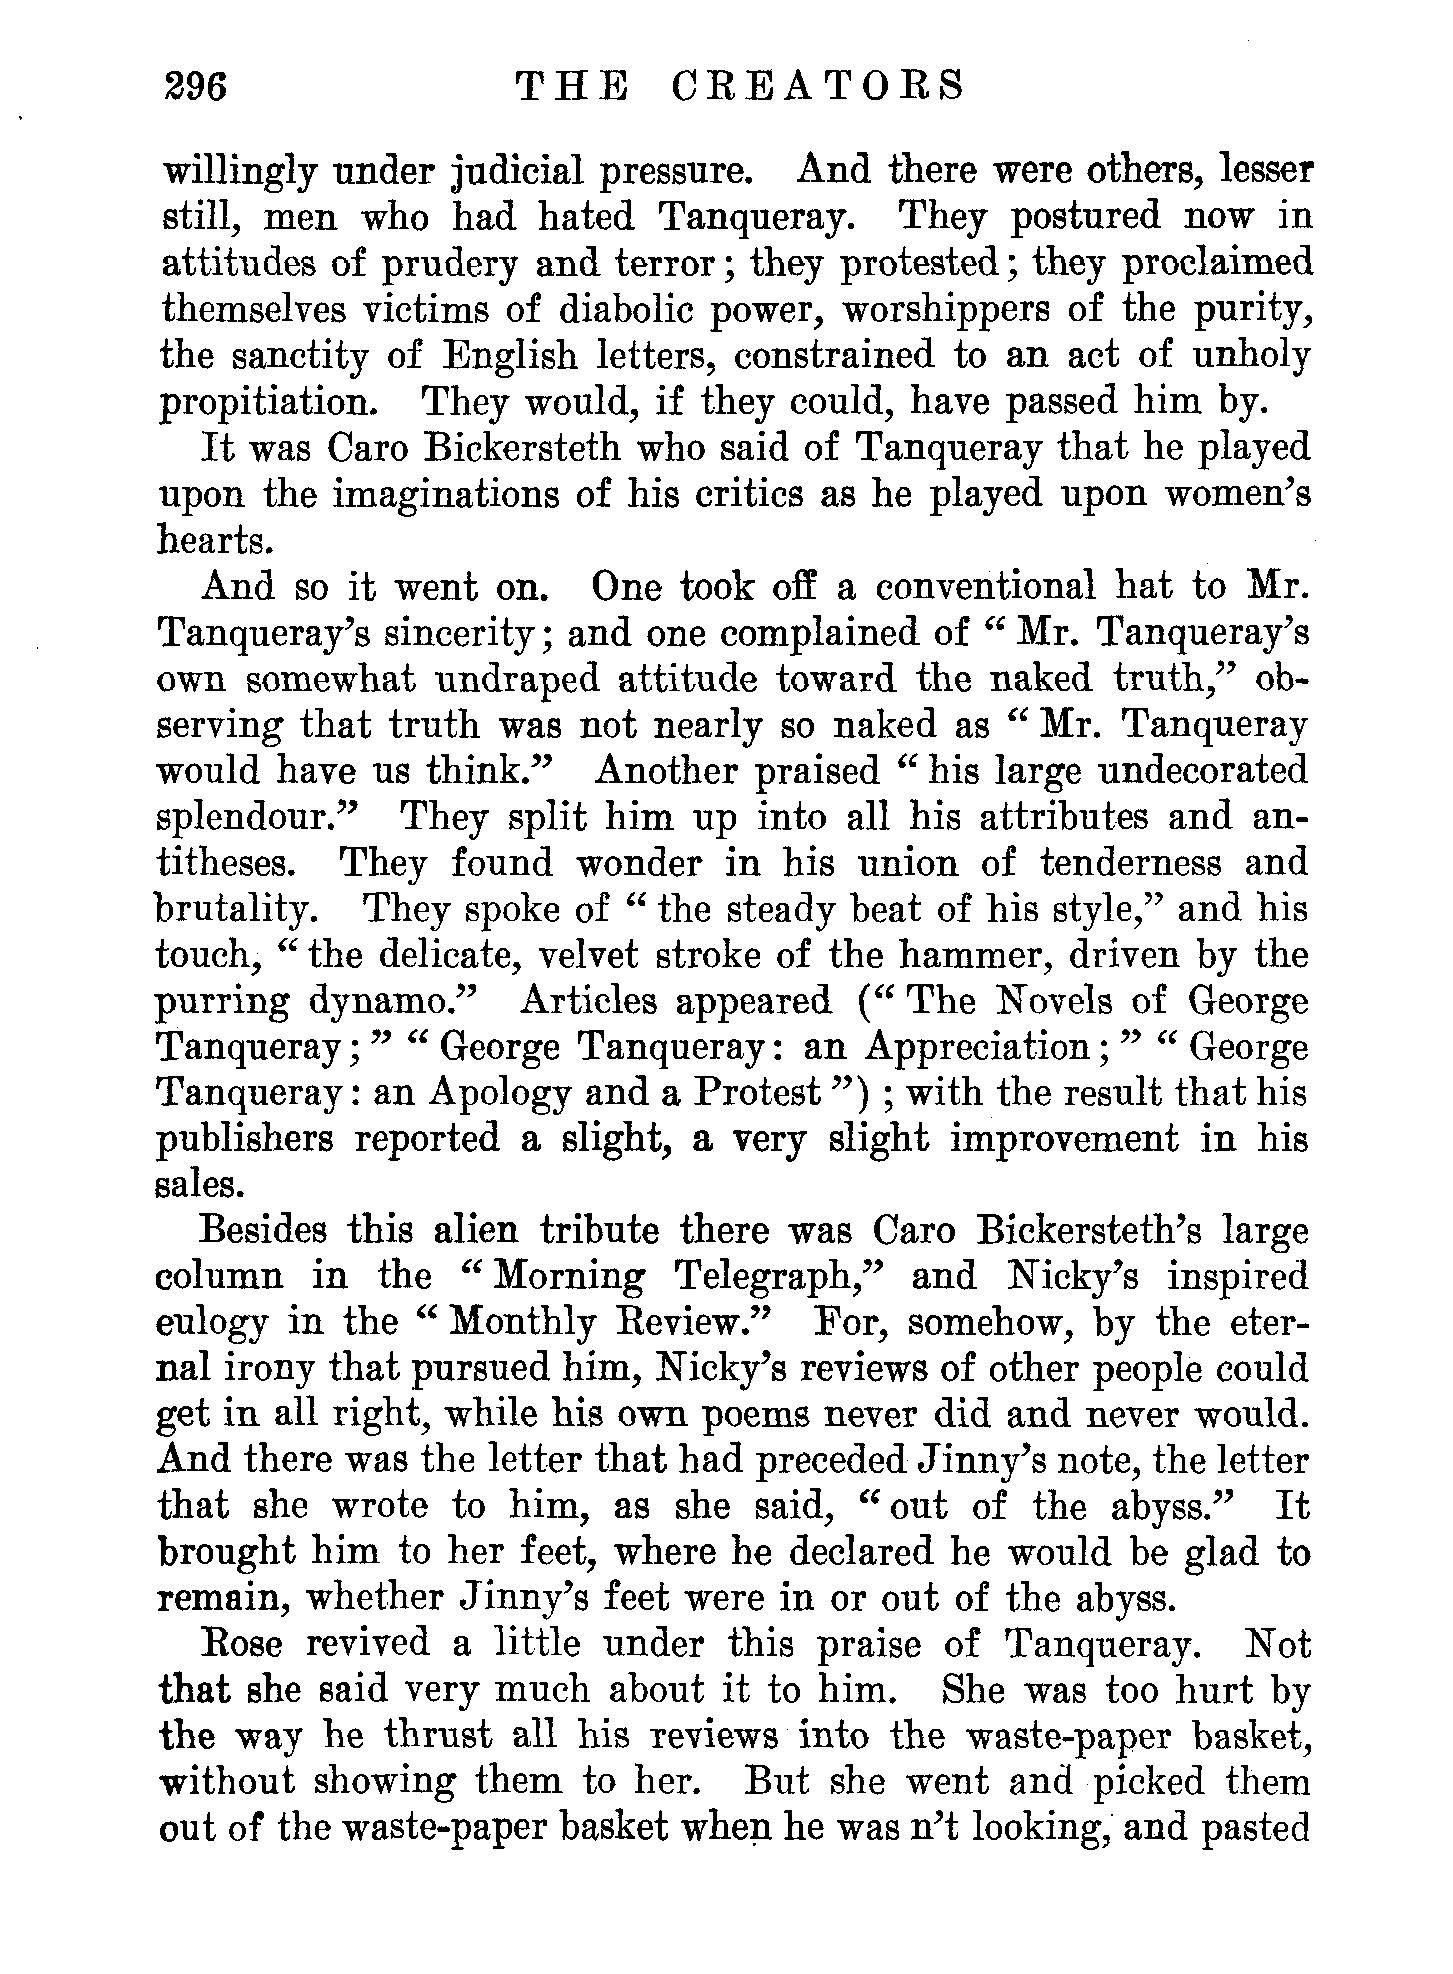 296 THE CREATORS
willingly under judicial pressure. And there were others, lesser
still, men who had hated Tanqueray. They postured now in
attitudes of prudery and terror; they protested; they proclaimed
themselves victims of diabolic power, worshippers of the purity,
the sanctity of English letters, constrained to an act of unholy
propitiation. They would, if they could, have passed him by.
It was Caro Bickersteth who said of Tanqueray that he played
upon the imaginations of his critics as he played upon women's
hearts.
And so it went on. One took off a conventional hat to Mr.
Tanqueray's sincerity; and one complained of " Mr. Tanqueray's
own somewhat undraped attitude toward the naked truth," ob-
serving that truth was not nearly so naked as " Mr. Tanqueray
would have us think." Another praised " his large undecorated
splendour." They split him up into all his attributes and an-
titheses. They found wonder in his union of tenderness and
brutality. They spoke of " the steady beat of his style," and his
touch, " the delicate, velvet stroke of the hammer, driven by the
purring dynamo." Articles appeared (" The Novels of George
Tanqueray; " " George Tanqueray: an Appreciation; " " George
Tanqueray: an Apology and a Protest ") ; with the result that his
publishers reported a slight, a very slight improvement in his
sales.
Besides this alien tribute there was Caro Bickersteth's large
column in the " Morning Telegraph," and Nicky's inspired
eulogy in the " Monthly Review." For, somehow, by the eter-
nal irony that pursued him, Nicky's reviews of other people could
get in all right, while his own poems never did and never would.
And there was the letter that had preceded Jinny's note, the letter
that she wrote to him, as she said, " out of the abyss." It
brought him to her feet, where he declared he would be glad to
remain, whether Jinny's feet were in or out of the abyss.
Rose revived a little under this praise of Tanqueray. Not
that she said very much about it to him. She was too hurt by
the way he thrust all his reviews into the waste-paper basket,
without showing them to her. But she went and picked them
out of the waste-paper basket when he was n't looking, and pasted